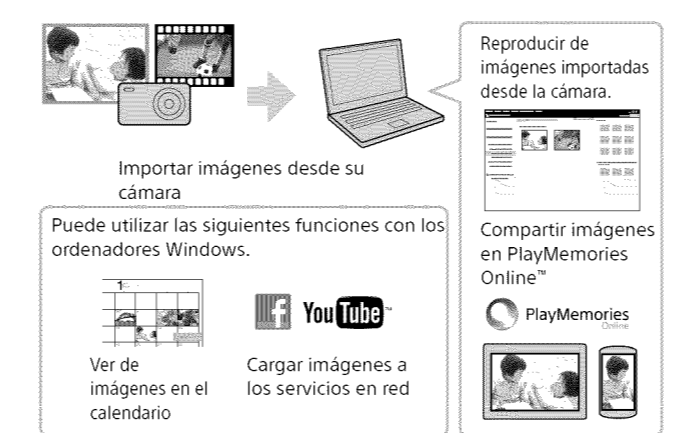 Importar imágenes desde su
cámara
Puede utilizar las siguientes funciones con los
ordenadores Windows.
1
Ver de
imágenes en el
calendario
f YouTube™
Cargar imágenes a
los servicios en red
Reproducir de
imágenes importadas
desde la cámara.
Compartir imágenes
en PlayMemories
Online™
PlayMemories
Online